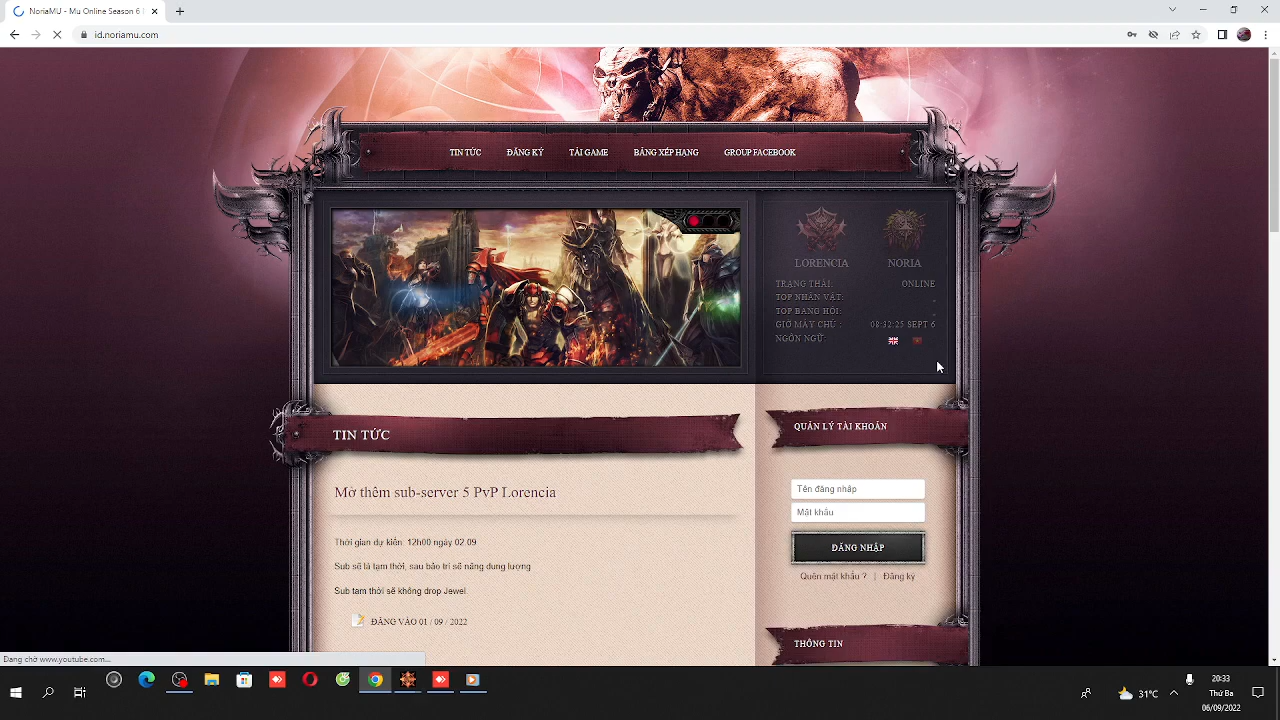 NoriaMU - Mu Online Season 6
id.noriamu.com
TIN TỨC
ĐĂNG KÝ
TẢI GAME
BẢNG XẾP HẠNG
GROUP FACEBOOK
LORENCIA
NORIA
TRẠNG THÁI:
ONLINE
TOP NHÂN VẬT:
-
TOP BANG HỘI:
-
GIỜ MÁY CHỦ :
08:32:25 SEPT 6
NGÔN NGỮ:
TIN TỨC
QUẢN LÝ TÀI KHOẢN
Mở thêm sub-server 5 PvP Lorencia
Tên đăng nhập
Mật khẩu
Thời gian dự kiến: 12h00 ngày 02.09
ĐĂNG NHẬP
Sub sẽ là tạm thời, sau bảo trì sẽ nâng dung lượng
Quên mật khẩu ? | Đăng ký
Sub tạm thời sẽ không drop Jewel
ĐĂNG VÀO 01 / 09 / 2022
THÔNG TIN
Đang chờ www.youtube.com...
31°C
20:33
Thứ Ba
06/09/2022